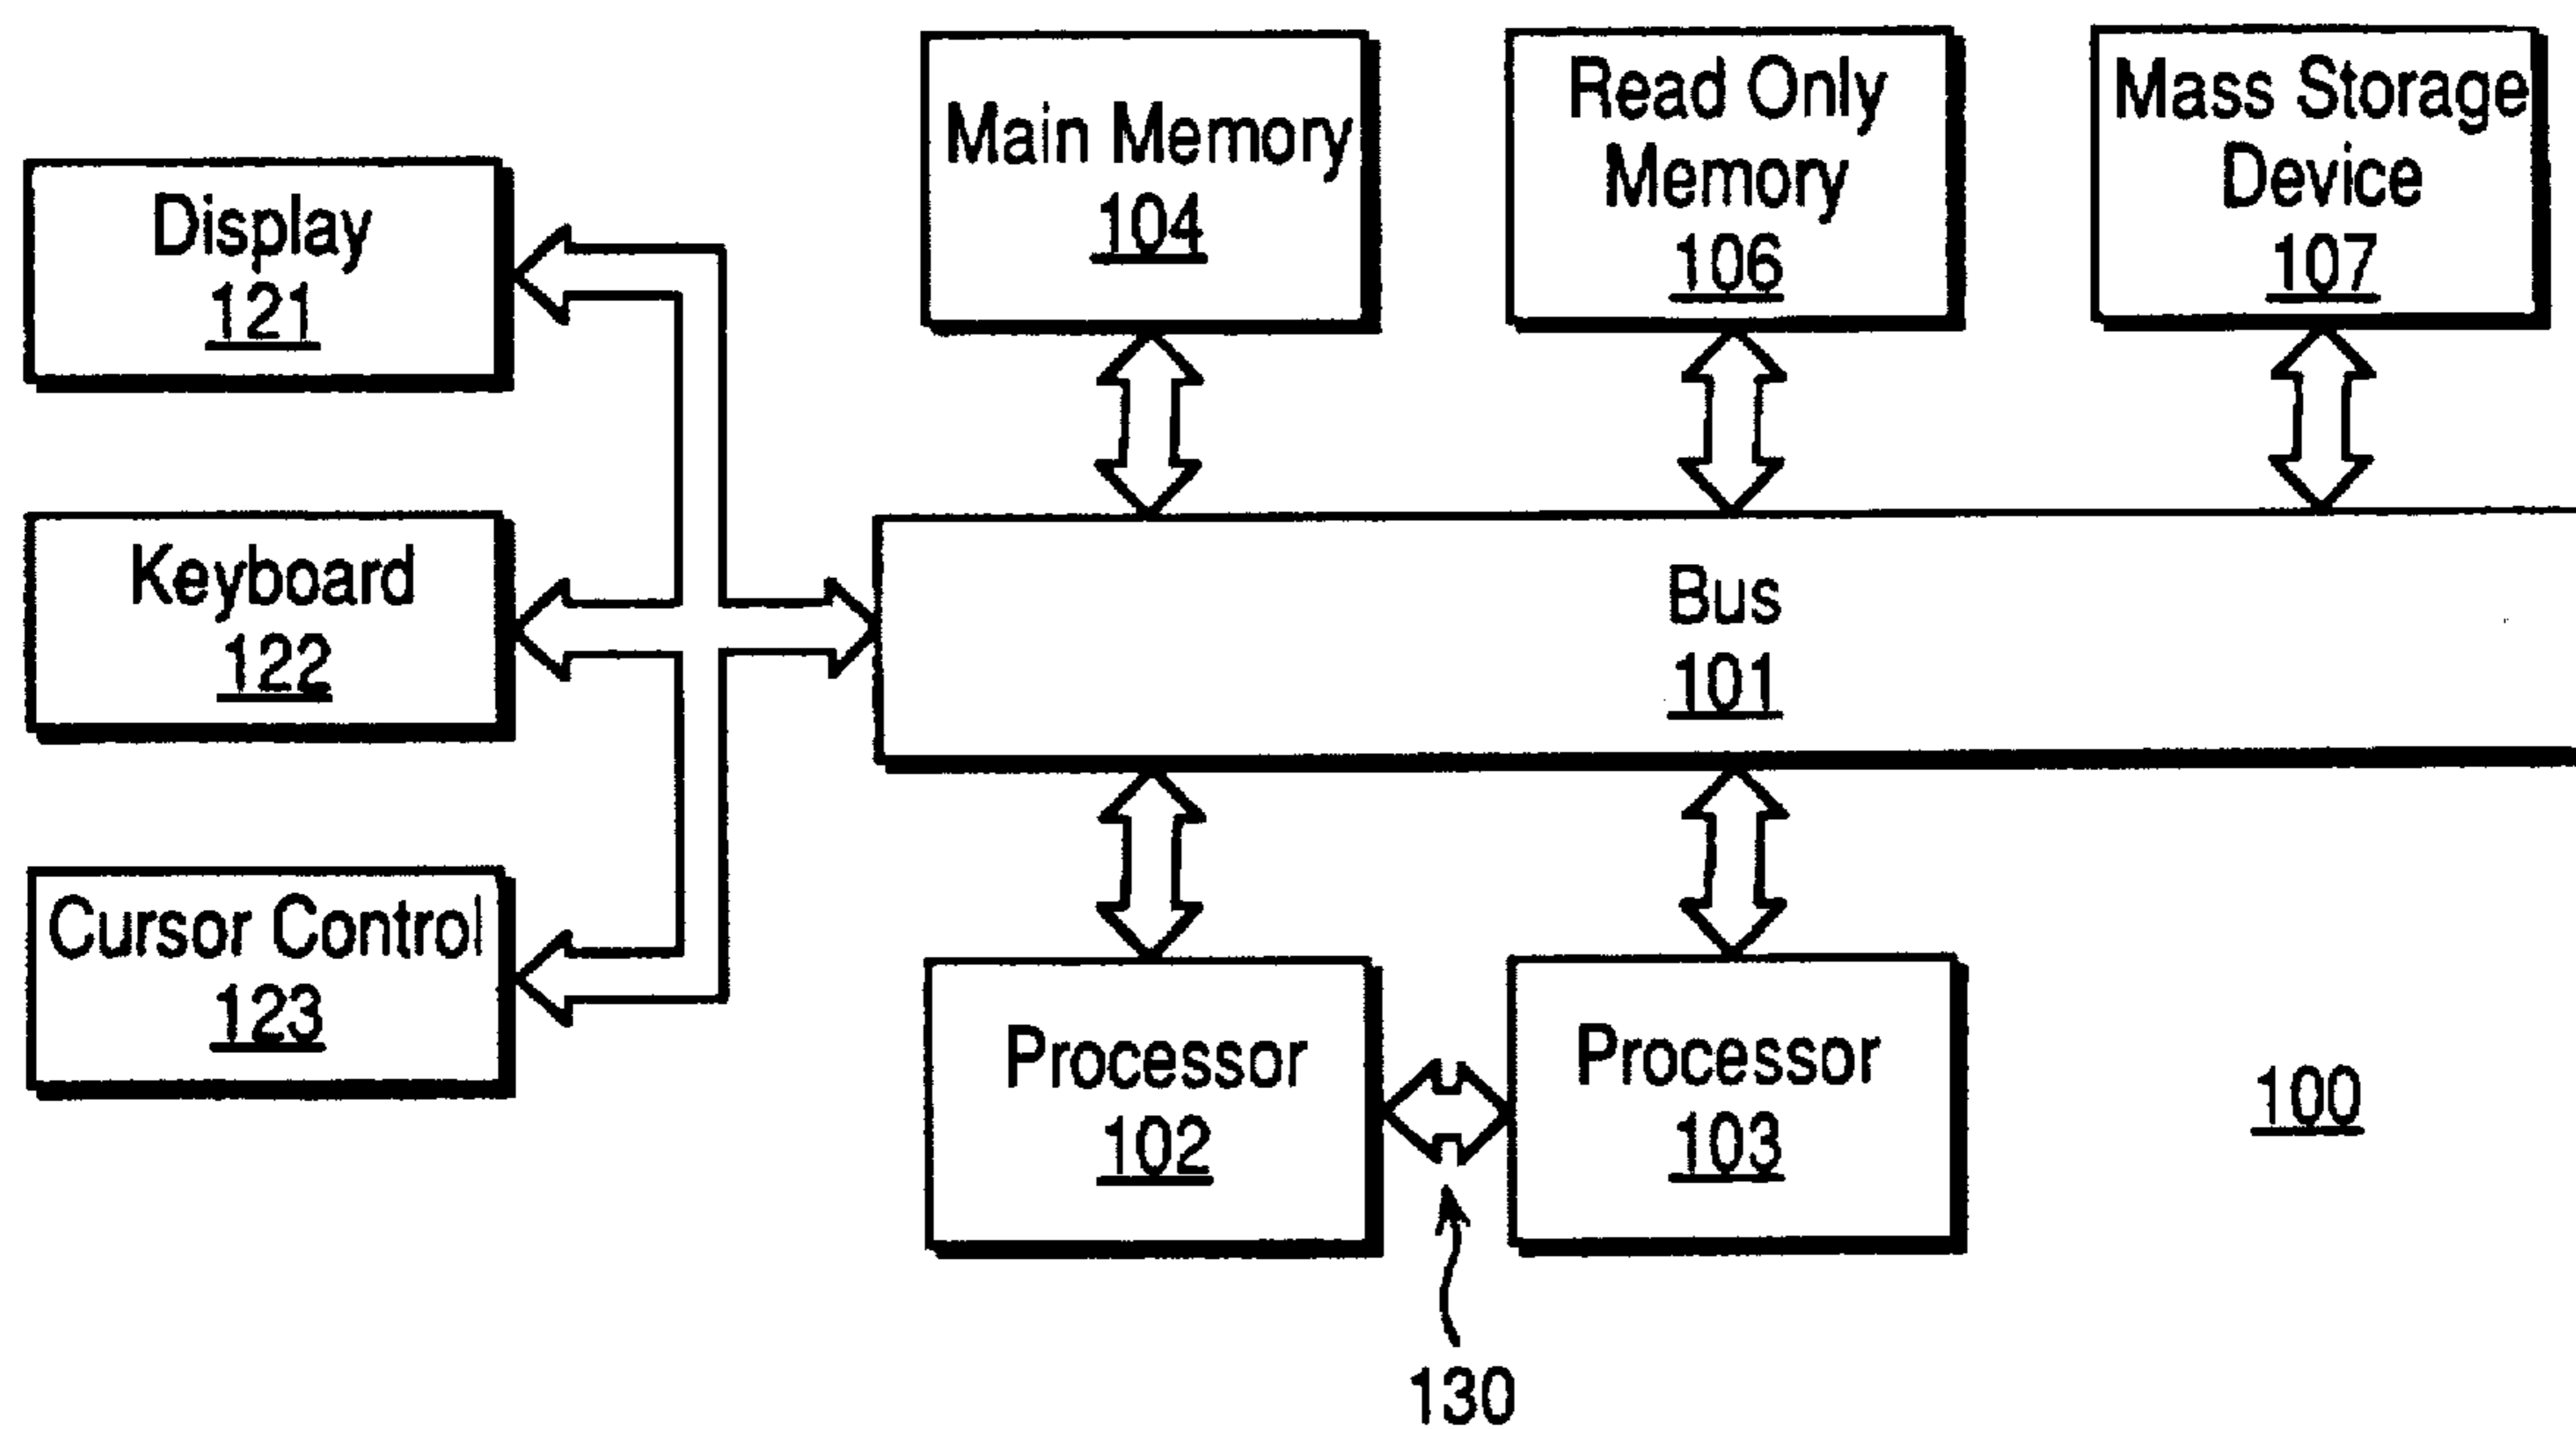 Main Memory
104
Read Only
Memory
106
Mass Storage
Device
107
Display
121
Keyboard
122
Cursor Control
123
Bus
101
Processor
102
Processor
103
100
130